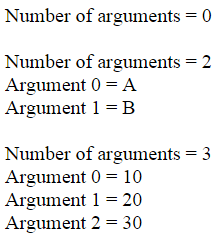 Number of arguments = 0
Number of arguments = 2
Argument 0 = A
Argument 1 = B
Number of arguments = 3
Argument 0 = 10
Argument 1 = 20
Argument 2 = 30